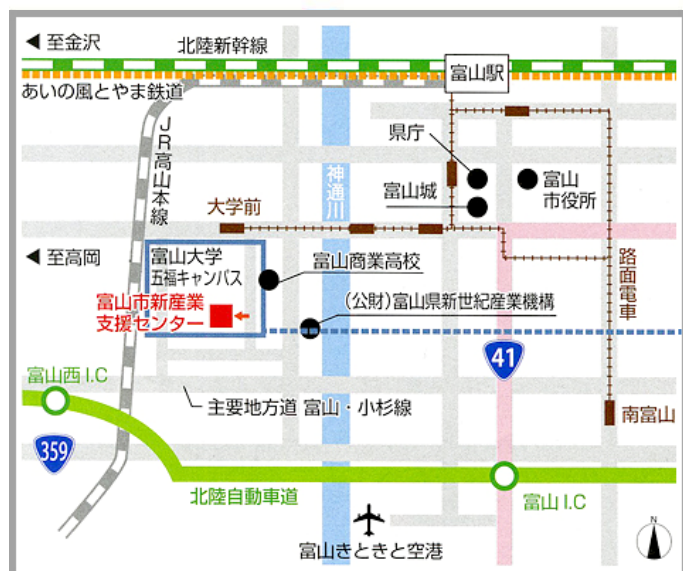 ◀ 至金沢
北陸新幹線
富山駅
あいの風とやま鉄道
JR高山本線
県庁
神通川
富山城
富山
市役所
大学前
◀ 至高岡
富山大学
五福キャンパス
富山商業高校
路面電車
富山市新産業
支援センター
(公財)富山県新世紀産業機構
41
富山西I.C
主要地方道 富山・小杉線
南富山
359
北陸自動車道
富山I.C
富山きときと空港
N